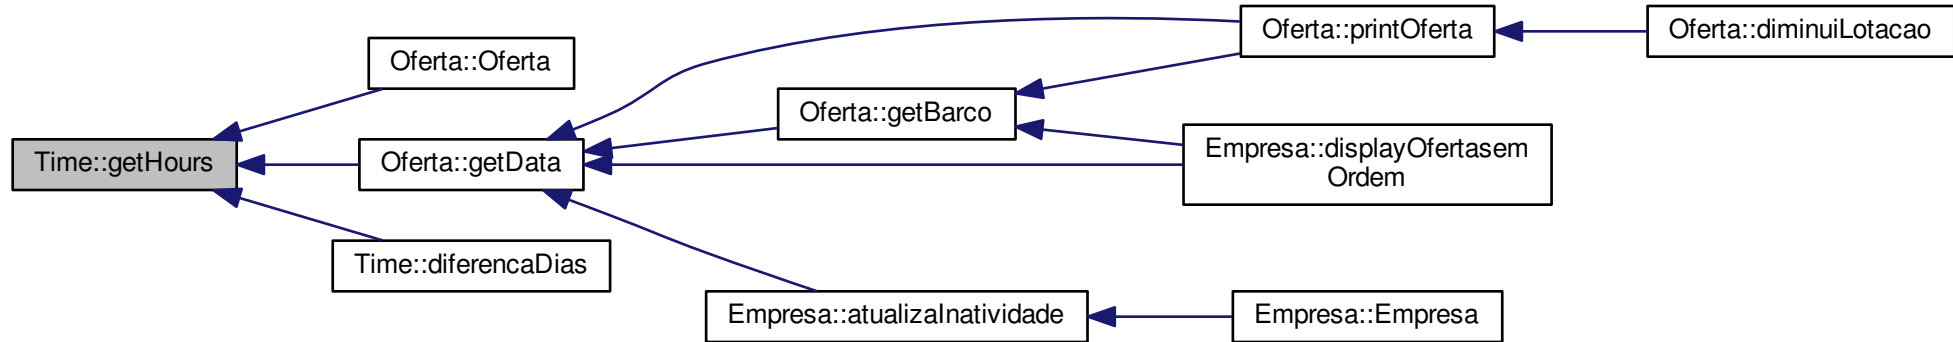 Time::getHours
Oferta::Oferta
Oferta::getData
Time::diferencaDias
Oferta::getBarco
Empresa::atualizaInatividade
Oferta::printOferta
Empresa::displayOfertasem
Ordem
Empresa::Empresa
Oferta::diminuiLotacao